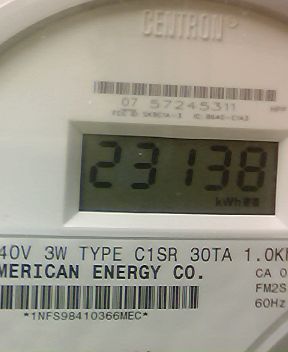 CENTRON
07 57245311
23138
kWh
40V 3W TYPE C1SR 30TA 1.0K
MERICAN ENERGY CO.
CA 0
FM2S
60Hz
*1NFS98410366MEC*